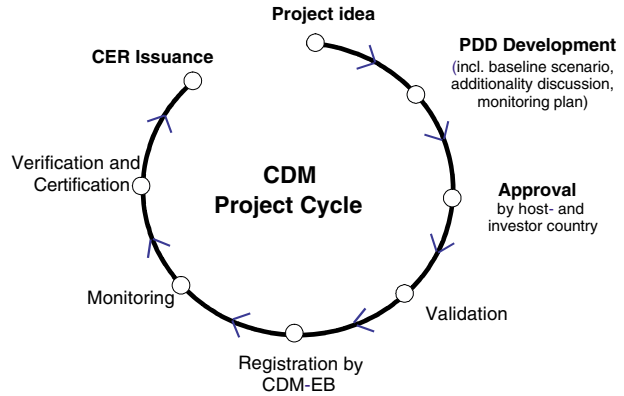 Project idea
PDD Development
(incl. baseline scenario,
additionality discussion,
monitoring plan)
Approval
by host- and
investor country
Validation
Registration by
CDM-EB
Monitoring
Verification and
Certification
CER Issuance
CDM
Project Cycle